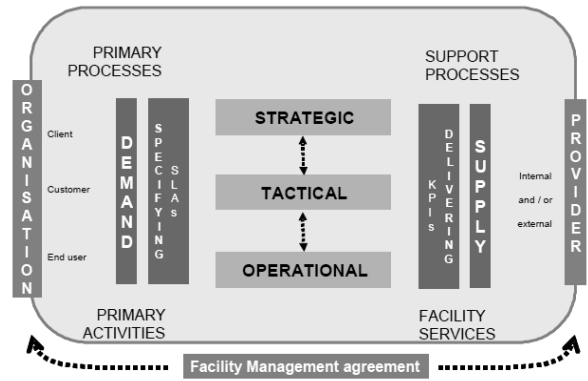 PRIMARY
PROCESSES
SUPPORT
PROCESSES
ORGANISATION
Client
Customer
End user
DEMAND
SPECIFYING
SLAs
STRATEGIC
TACTICAL
OPERATIONAL
KPIs
DELIVERING
SUPPLY
Internal
and / or
external
PROVIDER
PRIMARY
ACTIVITIES
FACILITY
SERVICES
Facility Management agreement